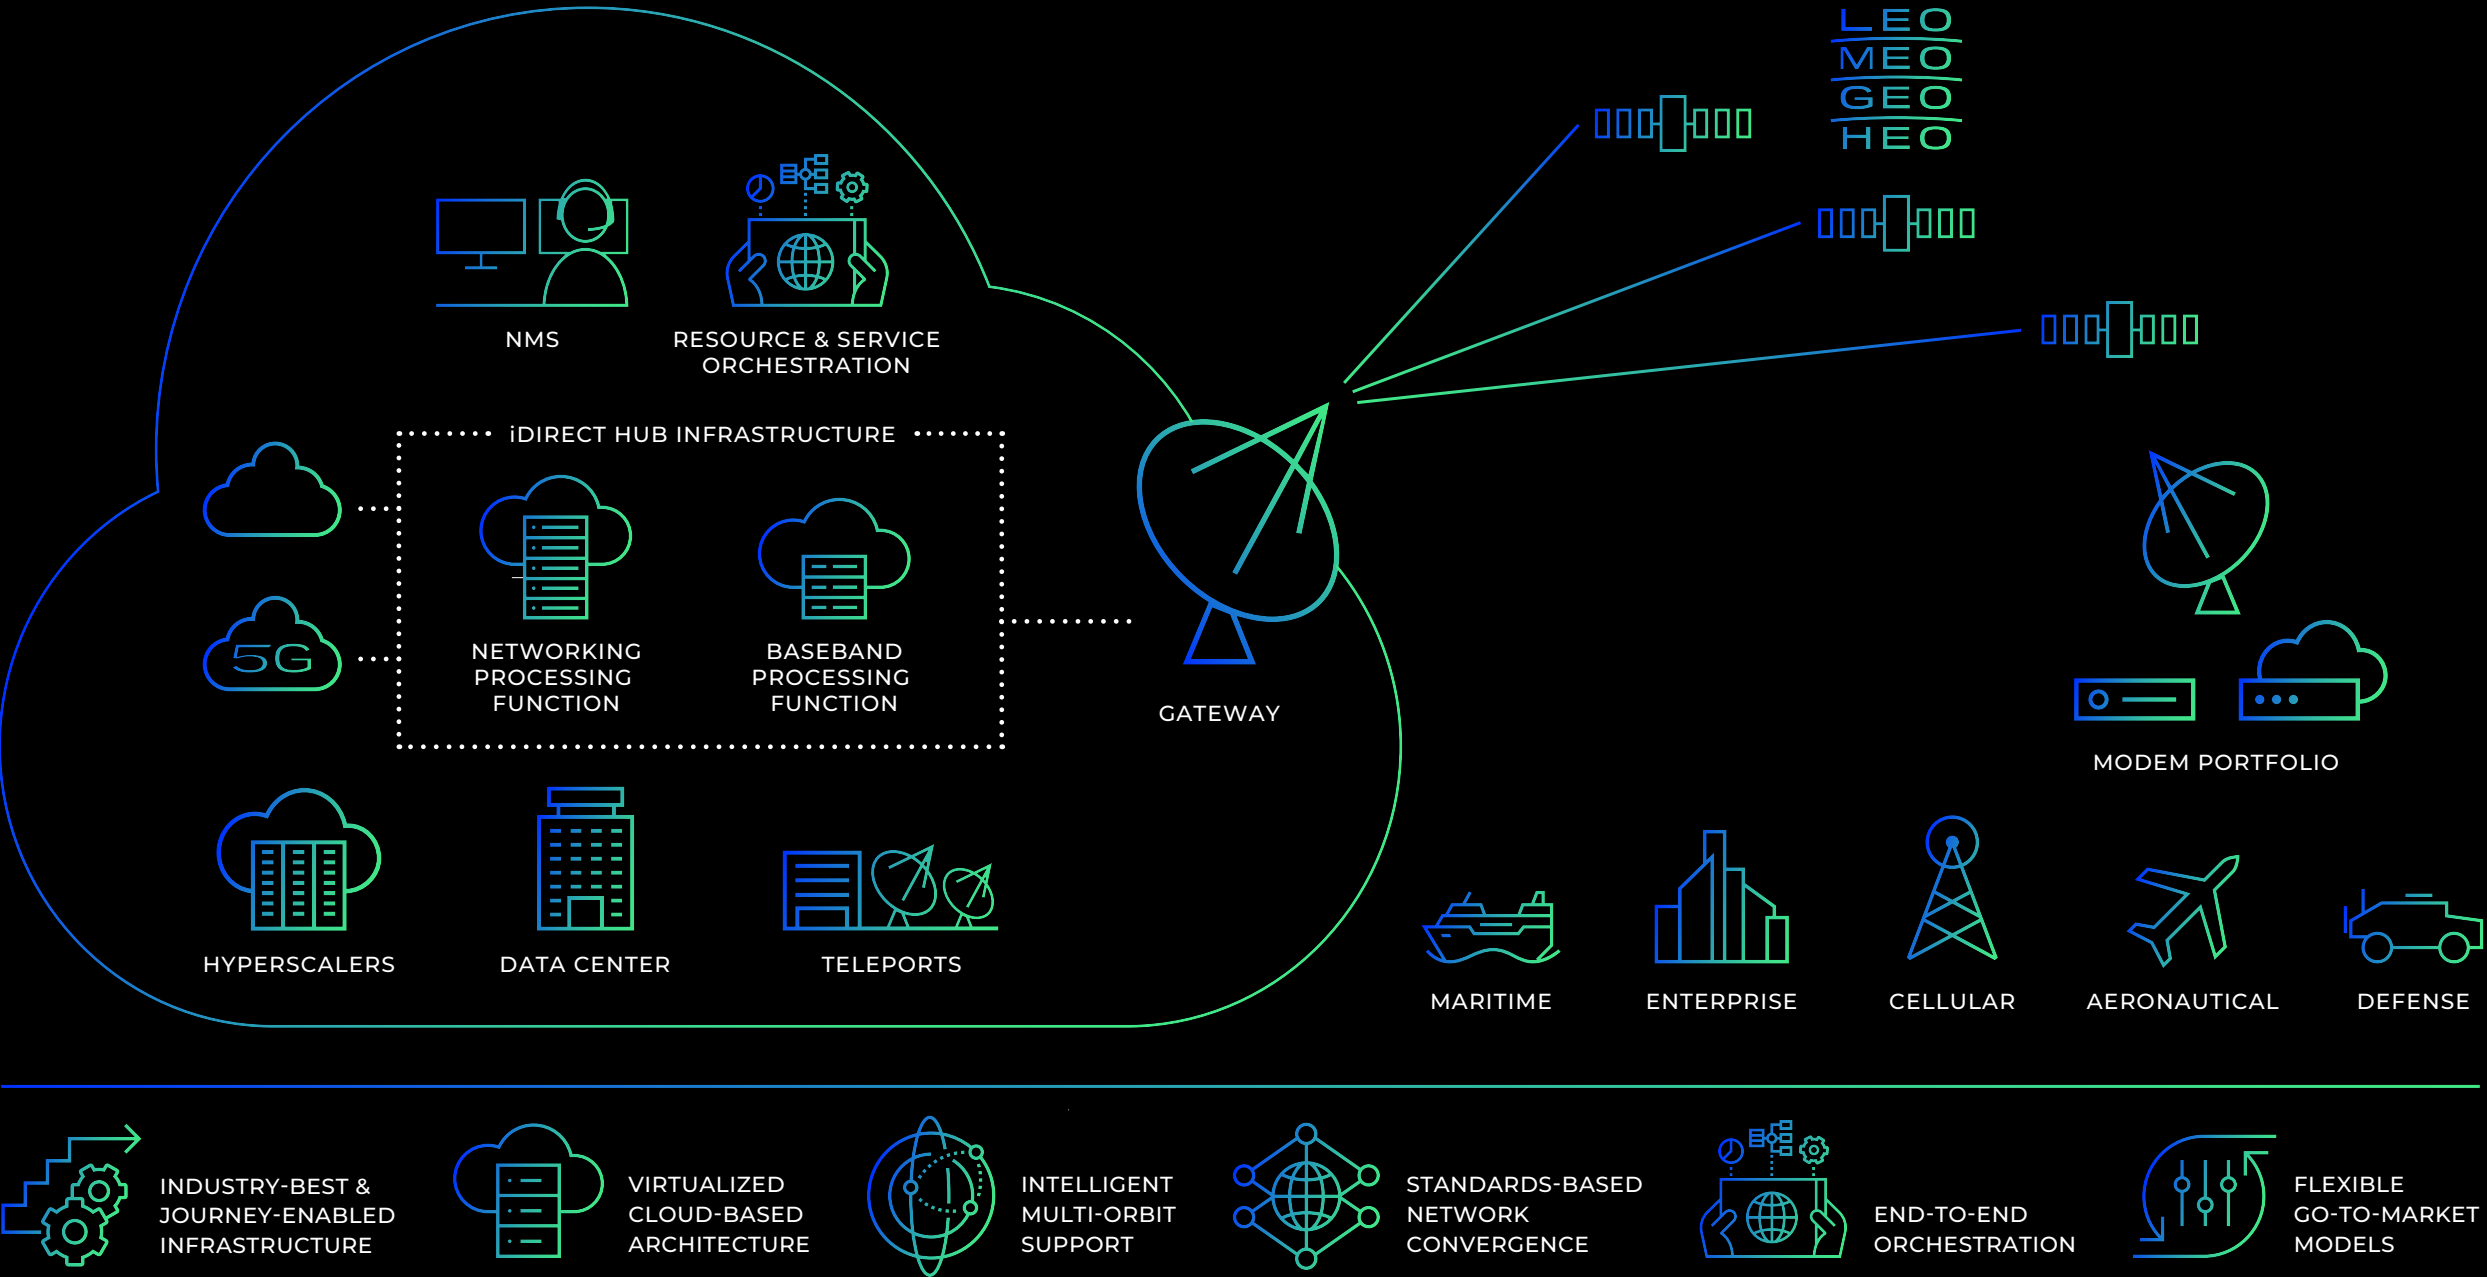 LEO
MEO
GEO
HEO
NMS
RESOURCE & SERVICE
ORCHESTRATION
iDIRECT HUB INFRASTRUCTURE
5G
NETWORKING
PROCESSING
FUNCTION
BASEBAND
PROCESSING
FUNCTION
GATEWAY
MODEM PORTFOLIO
HYPERSCALERS
DATA CENTER
TELEPORTS
MARITIME
ENTERPRISE
CELLULAR
AERONAUTICAL
DEFENSE
INDUSTRY-BEST &
JOURNEY-ENABLED
INFRASTRUCTURE
VIRTUALIZED
CLOUD-BASED
ARCHITECTURE
INTELLIGENT
MULTI-ORBIT
SUPPORT
STANDARDS-BASED
NETWORK
CONVERGENCE
END-TO-END
ORCHESTRATION
FLEXIBLE
GO-TO-MARKET
MODELS